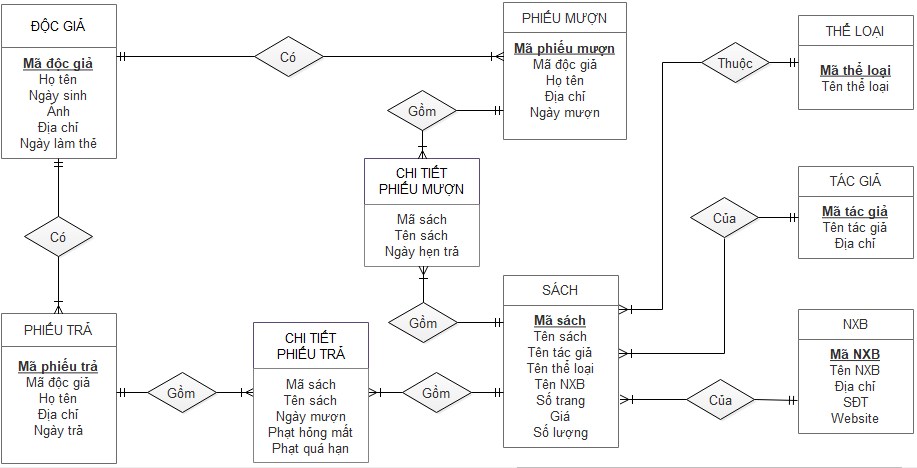 ĐỘC GIẢ
Mã độc giả
Họ tên
Ngày sinh
Ảnh
Địa chỉ
Ngày làm thẻ
Có
PHIẾU MƯỢN
Mã phiếu mượn
Mã độc giả
Họ tên
Địa chỉ
Ngày mượn
Thuộc
THỂ LOẠI
Mã thể loại
Tên thể loại
Gồm
CHI TIẾT
PHIẾU MƯỢN
Mã sách
Tên sách
Ngày hẹn trả
Của
TÁC GIẢ
Mã tác giả
Tên tác giả
Địa chỉ
Có
Gồm
SÁCH
Mã sách
Tên sách
Tên tác giả
Tên thể loại
Tên NXB
Số trang
Giá
Số lượng
PHIẾU TRẢ
Mã phiếu trả
Mã độc giả
Họ tên
Địa chỉ
Ngày trả
Gồm
CHI TIẾT
PHIẾU TRẢ
Mã sách
Tên sách
Ngày mượn
Phạt hỏng mất
Phạt quá hạn
Gồm
Của
NXB
Mã NXB
Tên NXB
Địa chỉ
SĐT
Website